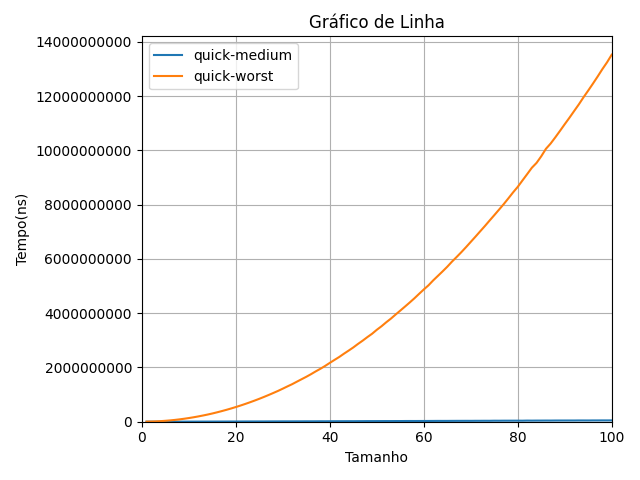 Gráfico de Linha
quick-medium
quick-worst
Tempo(ns)
14000000000
12000000000
10000000000
8000000000
6000000000
4000000000
2000000000
0
0 20 40 60 80 100
Tamanho